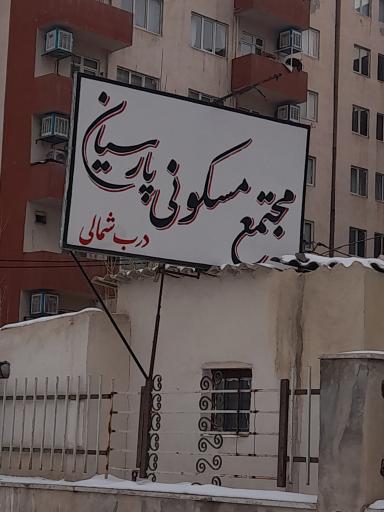 مجتمع مسکونی پارسیان
درب شمالی